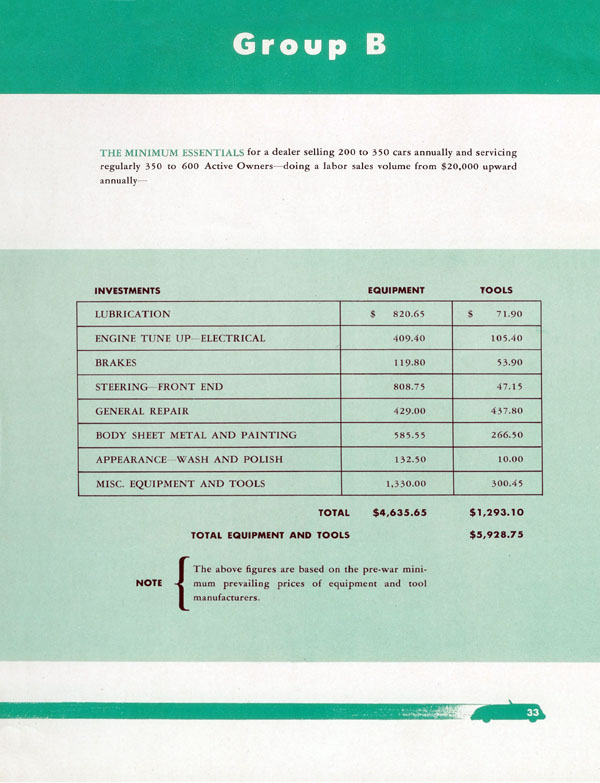 Group B
THE MINIMUM ESSENTIALS for a dealer selling 200 to 350 cars annually and servicing
regularly 350 to 600 Active Owners—doing a labor sales volume from $20,000 upward
annually—
INVESTMENTS EQUIPMENT TOOLS
LUBRICATION $ 820.65 $ 71.90
ENGINE TUNE UP—ELECTRICAL 409.40 105.40
BRAKES 119.80 53.90
STEERING—FRONT END 808.75 47.15
GENERAL REPAIR 429.00 437.80
BODY SHEET METAL AND PAINTING 585.55 266.50
APPEARANCE—WASH AND POLISH 132.50 10.00
MISC. EQUIPMENT AND TOOLS 1,330.00 300.45
TOTAL $4,635.65 $1,293.10
TOTAL EQUIPMENT AND TOOLS $5,928.75
NOTE
The above figures are based on the pre-war mini-
mum prevailing prices of equipment and tool
manufacturers.
33